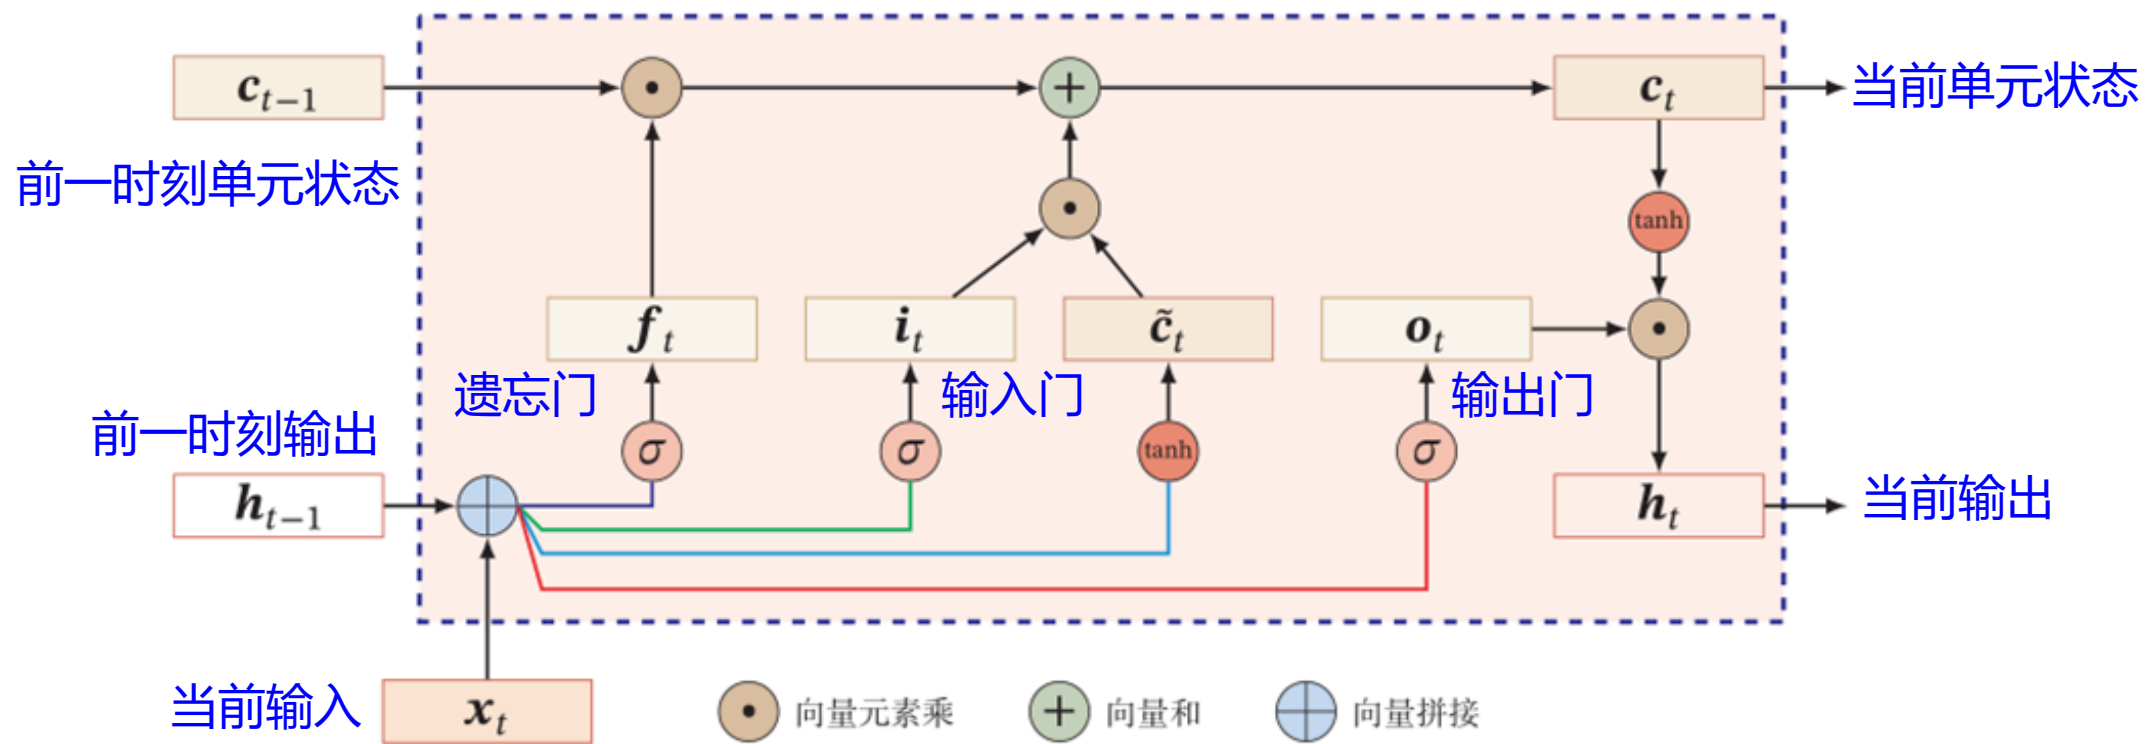 c_{t-1}
c_t
当前单元状态
前一时刻单元状态
tanh
f_t
i_t
c̃_t
o_t
遗忘门
输入门
输出门
前一时刻输出
σ
σ
tanh
σ
h_{t-1}
h_t
当前输出
当前输入
x_t
向量元素乘
向量和
向量拼接